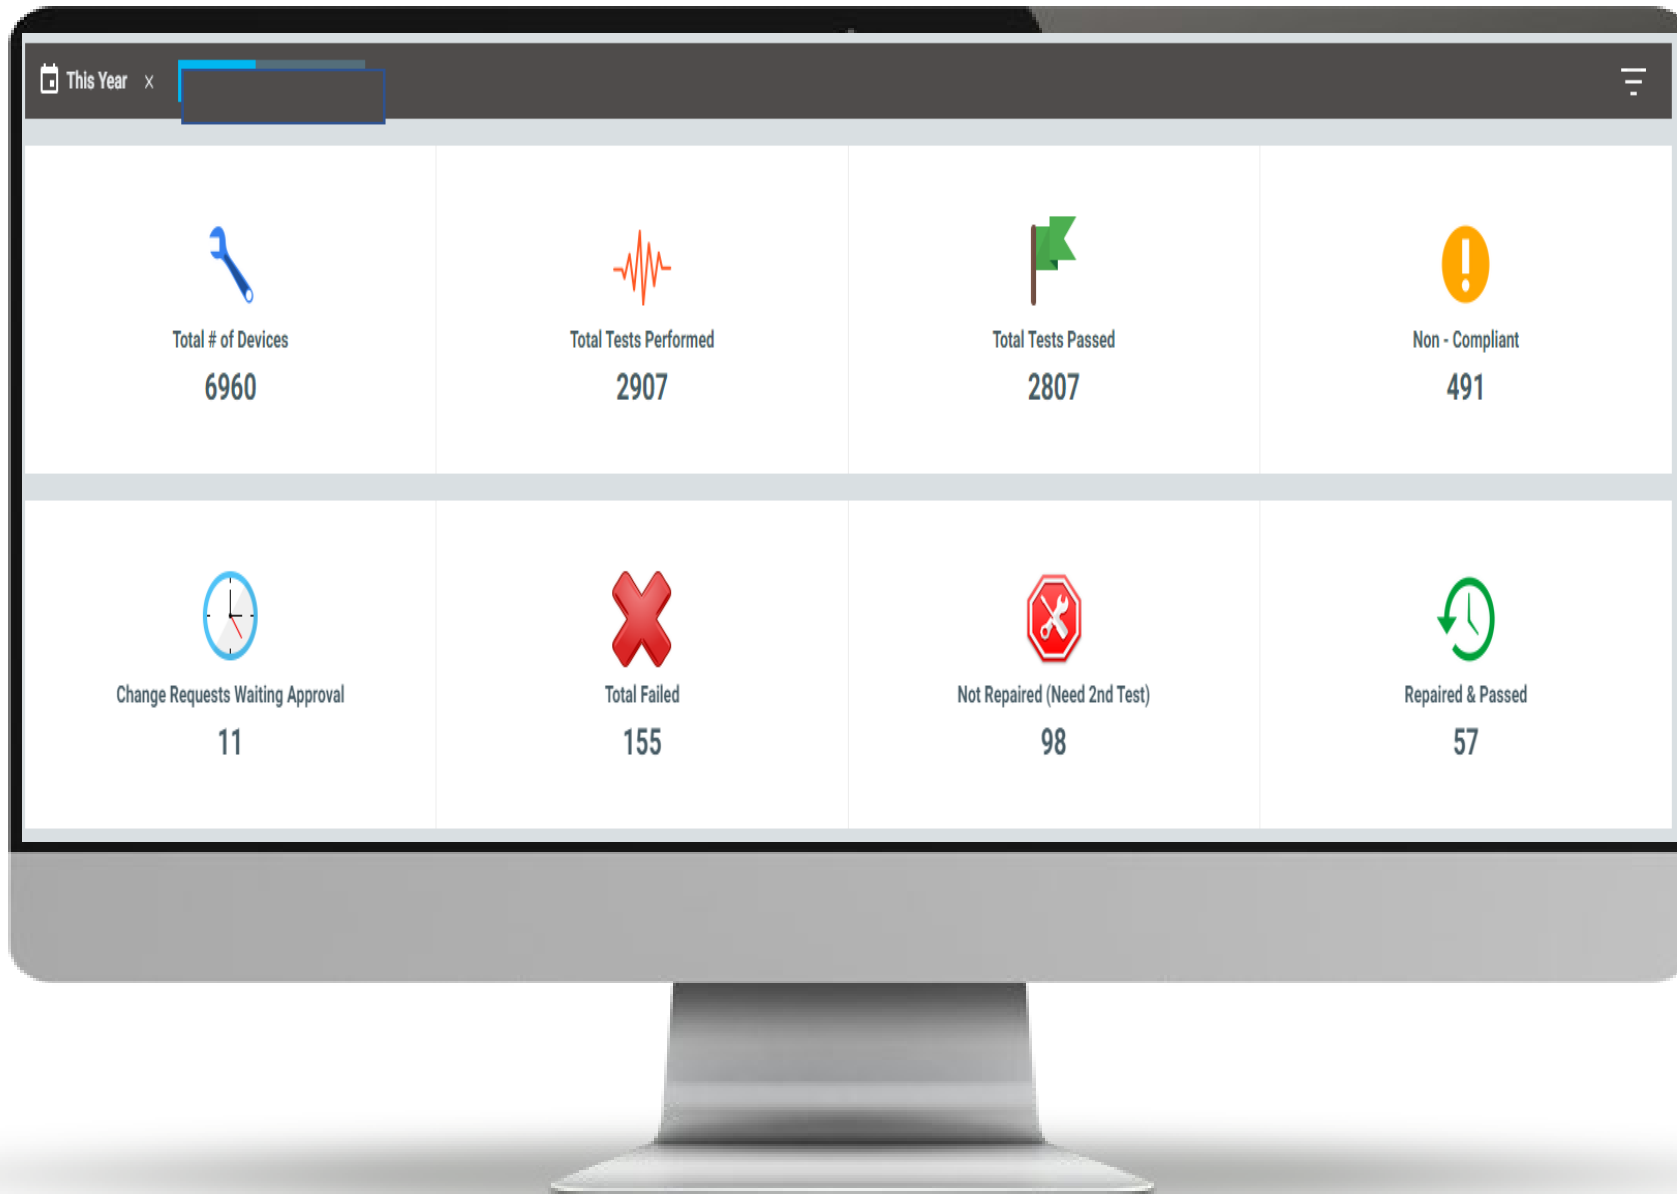 This Year x
Total # of Devices
6960
Total Tests Performed
2907
Total Tests Passed
2807
Non - Compliant
491
Change Requests Waiting Approval
11
Total Failed
155
Not Repaired (Need 2nd Test)
98
Repaired & Passed
57